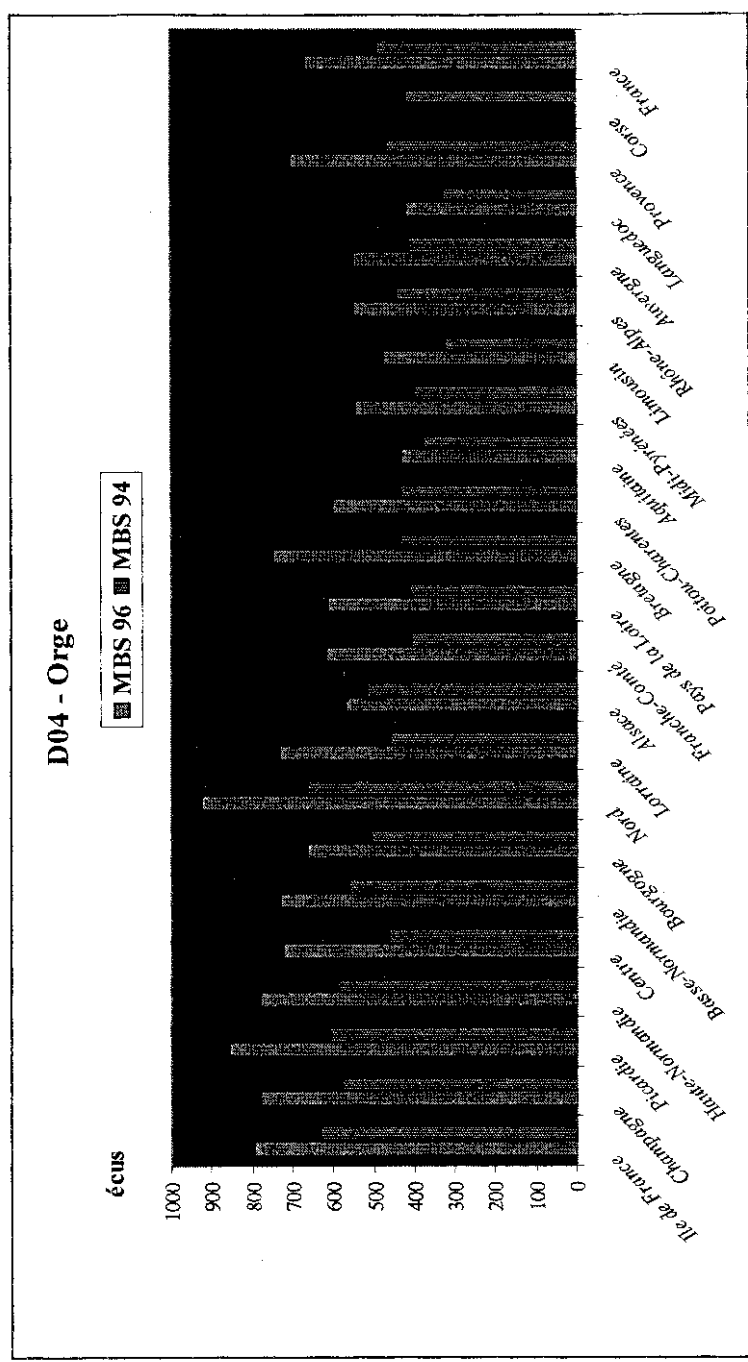 D04 - Orge
MBS 96 MBS 94
écus
1000
900
800
700
600
500
400
300
200
100
0
Ile de France
Champagne
Picardie
Haute-Normandie
Centre
Basse-Normandie
Bourgogne
Nord
Lorraine
Alsace
Franche-Comté
Pays de la Loire
Bretagne
Poitou-Charentes
Aquitaine
Midi-Pyrénées
Limousin
Rhône-Alpes
Auvergne
Languedoc
Provence
Corse
France